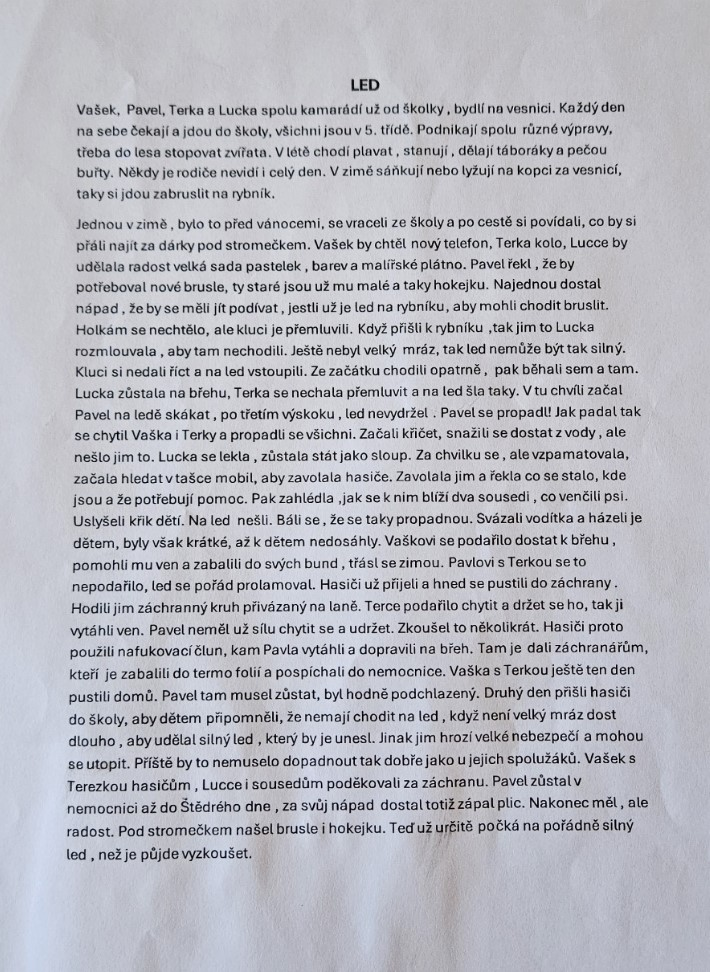 LED
Vašek, Pavel, Terka a Lucka spolu kamarádí už od školky , bydlí na vesnici. Každý den
na sebe čekají a jdou do školy, všichni jsou v 5. třídě. Podnikají spolu různé výpravy,
třeba do lesa stopovat zvířata. V létě chodí plavat , stanují , dělají táboráky a pečou
buřty. Někdy je rodiče nevidí i celý den. V zimě sáňkují nebo lyžují na kopci za vesnicí,
taky si jdou zabruslit na rybník.
Jednou v zimě , bylo to před vánocemi, se vraceli ze školy a po cestě si povídali, co by si
přáli najít za dárky pod stromečkem. Vašek by chtěl nový telefon, Terka kolo, Lucce by
udělala radost velká sada pastelek , barev a malířské plátno. Pavel řekl , že by
potřeboval nové brusle, ty staré jsou už mu malé a taky hokejku. Najednou dostal
nápad , že by se měli jít podívat , jestli už je led na rybníku, aby mohli chodit bruslit.
Holkám se nechtělo, ale kluci je přemluvili. Když přišli k rybníku ,tak jim to Lucka
rozmlouvala , aby tam nechodili. Ještě nebyl velký mráz, tak led nemůže být tak silný.
Kluci si nedali říct a na led vstoupili. Ze začátku chodili opatrně , pak běhali sem a tam.
Lucka zůstala na břehu, Terka se nechala přemluvit a na led šla taky. V tu chvíli začal
Pavel na ledě skákat , po třetím výskoku , led nevydržel . Pavel se propadl! Jak padal tak
se chytil Vaška i Terky a propadli se všichni. Začali křičet, snažili se dostat z vody , ale
nešlo jim to. Lucka se lekla , zůstala stát jako sloup. Za chvilku se , ale vzpamatovala,
začala hledat v tašce mobil, aby zavolala hasiče. Zavolala jim a řekla co se stalo, kde
jsou a že potřebují pomoc. Pak zahlédla ,jak se k nim blíží dva sousedi , co venčili psi.
Uslyšeli křik dětí. Na led nešli. Báli se , že se taky propadnou. Svázali vodítka a házeli je
dětem, byly však krátké, až k dětem nedosáhly. Vaškovi se podařilo dostat k břehu ,
pomohli mu ven a zabalili do svých bund , třásl se zimou. Pavlovi s Terkou se to
nepodařilo, led se pořád prolamoval. Hasiči už přijeli a hned se pustili do záchrany .
Hodili jim záchranný kruh přivázaný na laně. Terce podařilo chytit a držet se ho, tak ji
vytáhli ven. Pavel neměl už sílu chytit se a udržet. Zkoušel to několikrát. Hasiči proto
použili nafukovací člun, kam Pavla vytáhli a dopravili na břeh. Tam je dali záchranářům,
kteří je zabalili do termo folií a pospíchali do nemocnice. Vaška s Terkou ještě ten den
pustili domů. Pavel tam musel zůstat, byl hodně podchlazený. Druhý den přišli hasiči
do školy, aby dětem připomněli, že nemají chodit na led , když není velký mráz dost
dlouho , aby udělal silný led , který by je unesl. Jinak jim hrozí velké nebezpečí a mohou
se utopit. Příště by to nemuselo dopadnout tak dobře jako u jejich spolužáků. Vašek s
Terezkou hasičům , Lucce i sousedům poděkovali za záchranu. Pavel zůstal v
nemocnici až do Štědrého dne , za svůj nápad dostal totiž zápal plic. Nakonec měl , ale
radost. Pod stromečkem našel brusle i hokejku. Teď už určitě počká na pořádně silný
led , než je půjde vyzkoušet.